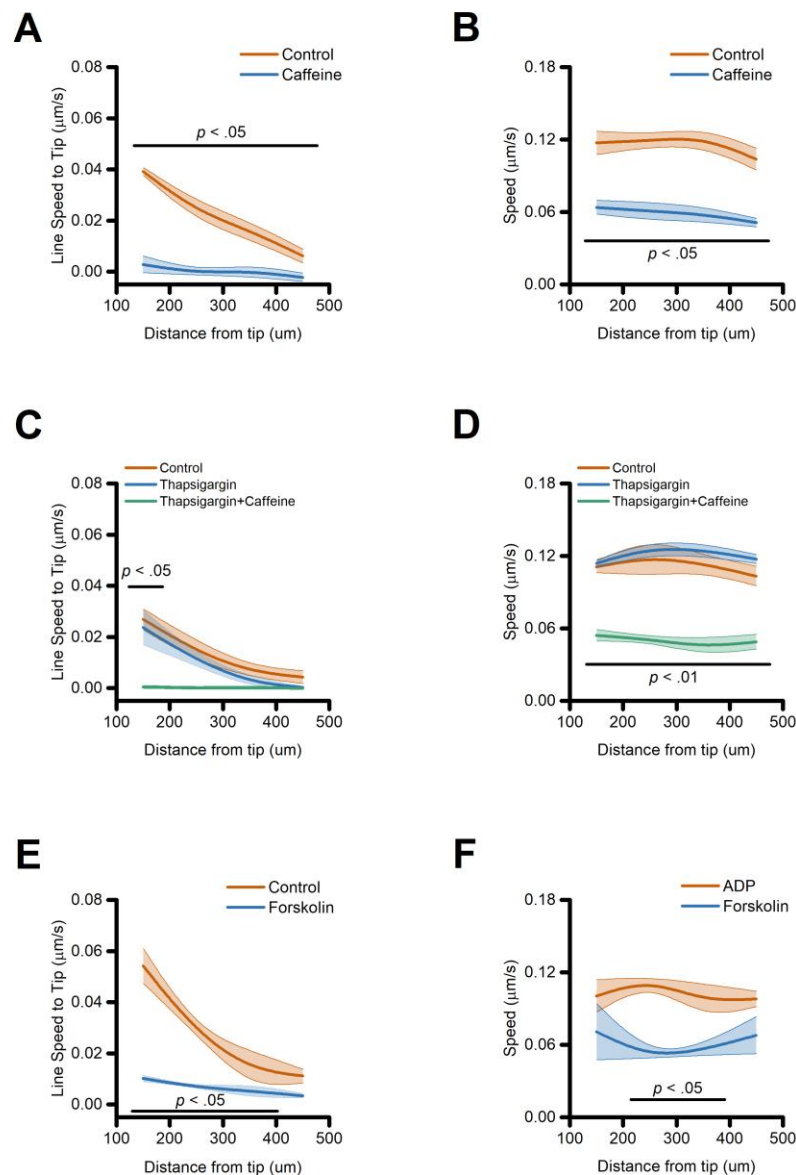 A
Control
Caffeine
Line Speed to Tip (μm/s)
0.08
0.06
0.04
0.02
0.00
p < .05
100 200 300 400 500
Distance from tip (um)
B
Control
Caffeine
Speed (μm/s)
0.18
0.12
0.06
0.00
p < .05
100 200 300 400 500
Distance from tip (um)
C
Control
Thapsigargin
Thapsigargin+Caffeine
Line Speed to Tip (μm/s)
0.08
0.06
0.04
0.02
0.00
p < .05
100 200 300 400 500
Distance from tip (um)
D
Control
Thapsigargin
Thapsigargin+Caffeine
Speed (μm/s)
0.18
0.12
0.06
0.00
p < .01
100 200 300 400 500
Distance from tip (um)
E
Control
Forskolin
Line Speed to Tip (μm/s)
0.08
0.06
0.04
0.02
0.00
p < .05
100 200 300 400 500
Distance from tip (um)
F
ADP
Forskolin
Speed (μm/s)
0.18
0.12
0.06
0.00
p < .05
100 200 300 400 500
Distance from tip (um)